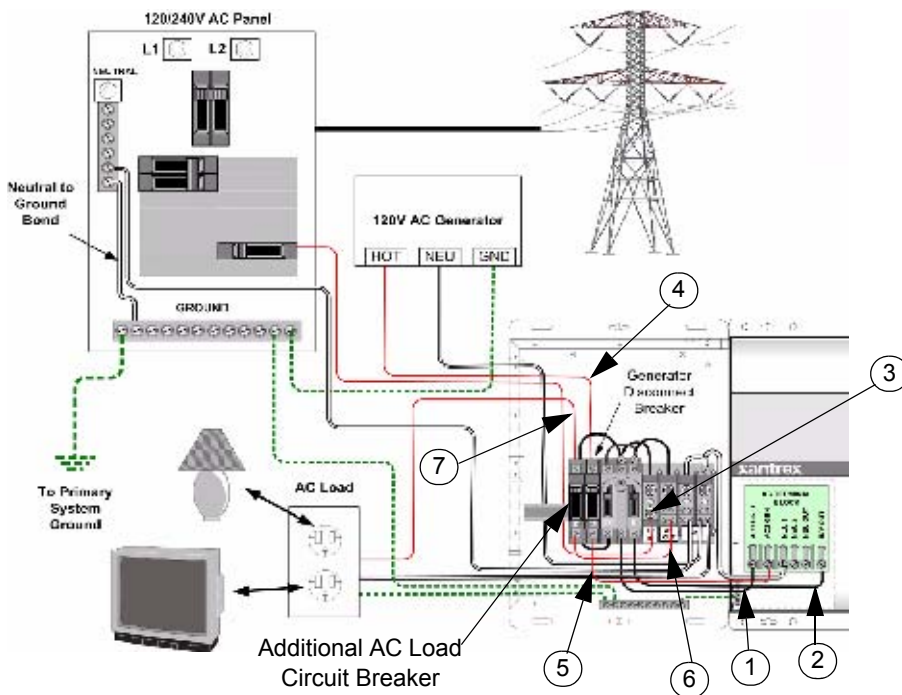 120/240V AC Panel
L1
L2
NEUTRAL
Neutral to
Ground
Bond
120V AC Generator
HOT
NEU
GND
GROUND
4
Generator
Disconnect
Breaker
3
7
To Primary
System
Ground
AC Load
xantrex
Additional AC Load
Circuit Breaker
5
6
1
2